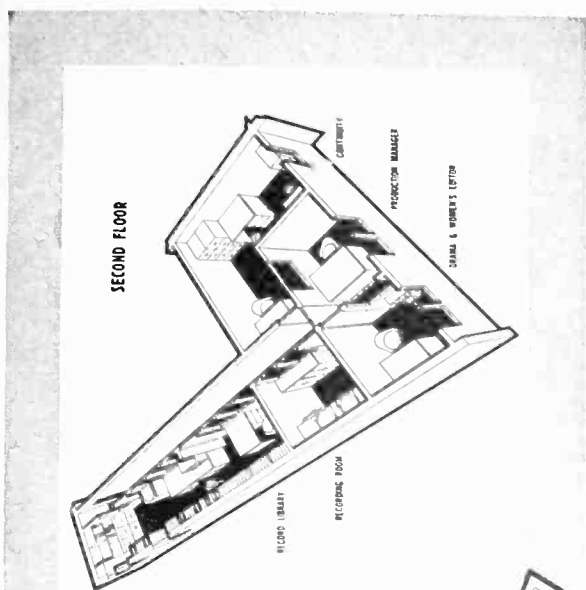 SECOND FLOOR
CONTINUITY
PRODUCTION MANAGER
DRAMA & WOMEN'S EDITOR
RECORD LIBRARY
RECORDING ROOM